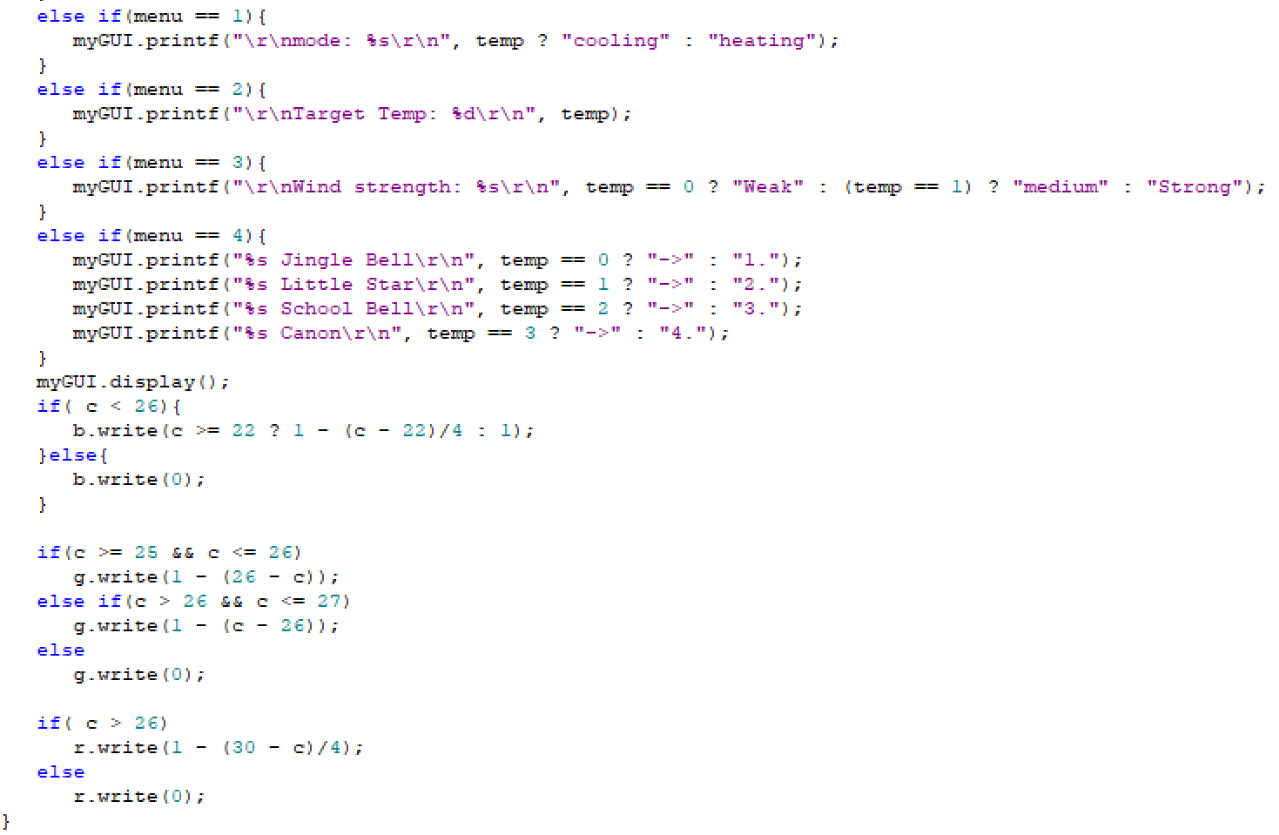 else if(menu == 1){
myGUI.printf("\r\nmode: %s\r\n", temp ? "cooling" : "heating");
}
else if(menu == 2){
myGUI.printf("\r\nTarget Temp: %d\r\n", temp);
}
else if(menu == 3){
myGUI.printf("\r\nWind strength: %s\r\n", temp == 0 ? "Weak" : (temp == 1) ? "medium" : "Strong");
}
else if(menu == 4){
myGUI.printf("%s Jingle Bell\r\n", temp == 0 ? "->" : "1.");
myGUI.printf("%s Little Star\r\n", temp == 1 ? "->" : "2.");
myGUI.printf("%s School Bell\r\n", temp == 2 ? "->" : "3.");
myGUI.printf("%s Canon\r\n", temp == 3 ? "->" : "4.");
}
myGUI.display();
if( c < 26){
b.write(c >= 22 ? 1 - (c - 22)/4 : 1);
}else{
b.write(0);
}
if(c >= 25 && c <= 26)
g.write(1 - (26 - c));
else if(c > 26 && c <= 27)
g.write(1 - (c - 26));
else
g.write(0);
if( c > 26)
r.write(1 - (30 - c)/4);
else
r.write(0);
}